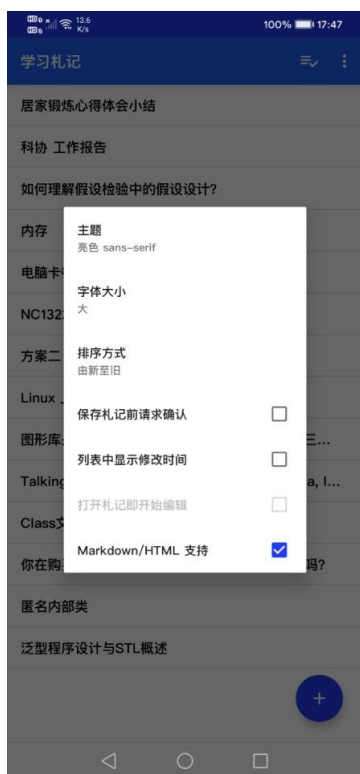 HD B
HD B
13.6
K/s
100%
17:47
学习札记
居家锻炼心得体会小结
科协 工作报告
如何理解假设检验中的假设设计?
内存
主题
亮色 sans-serif
电脑卡
字体大小
大
NC132
方案二
排序方式
由新至旧
Linux
保存札记前请求确认
图形库
三...
列表中显示修改时间
Talking
a, l...
打开札记即开始编辑
Class文
Markdown/HTML 支持
你在购
吗?
匿名内部类
泛型程序设计与STL概述
+